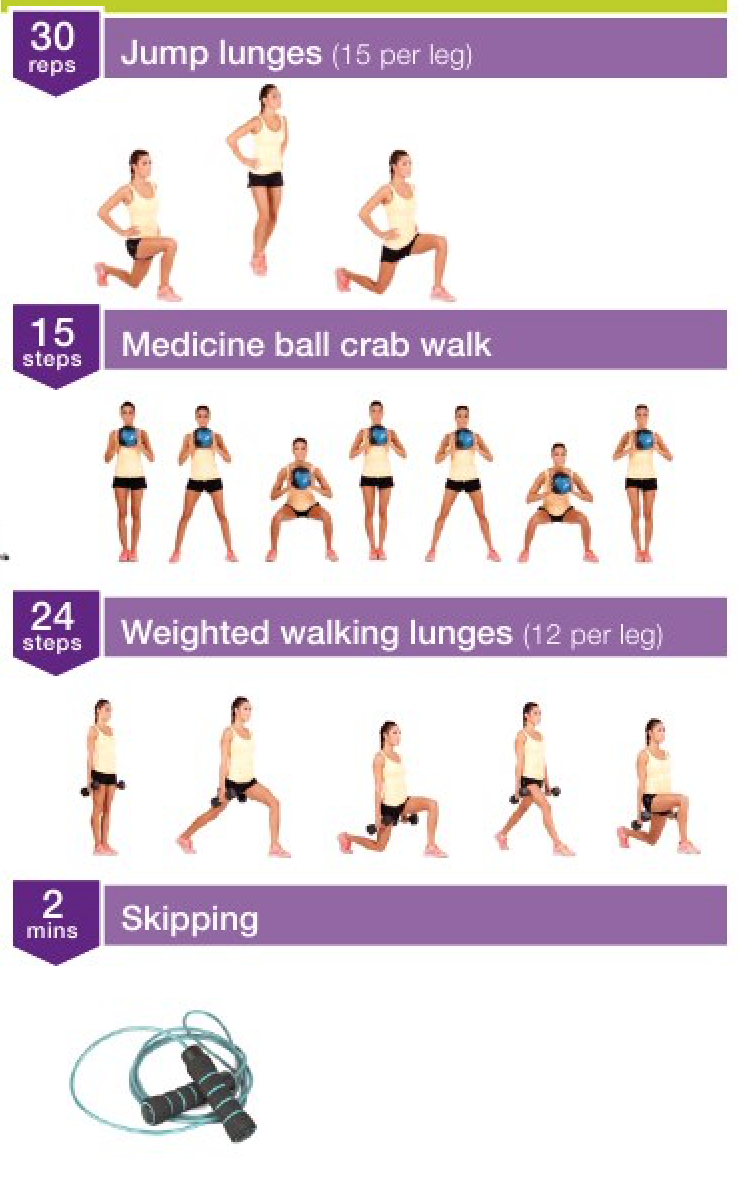 30
reps
Jump lunges (15 per leg)
15
steps
Medicine ball crab walk
24
steps
Weighted walking lunges (12 per leg)
2
mins
Skipping